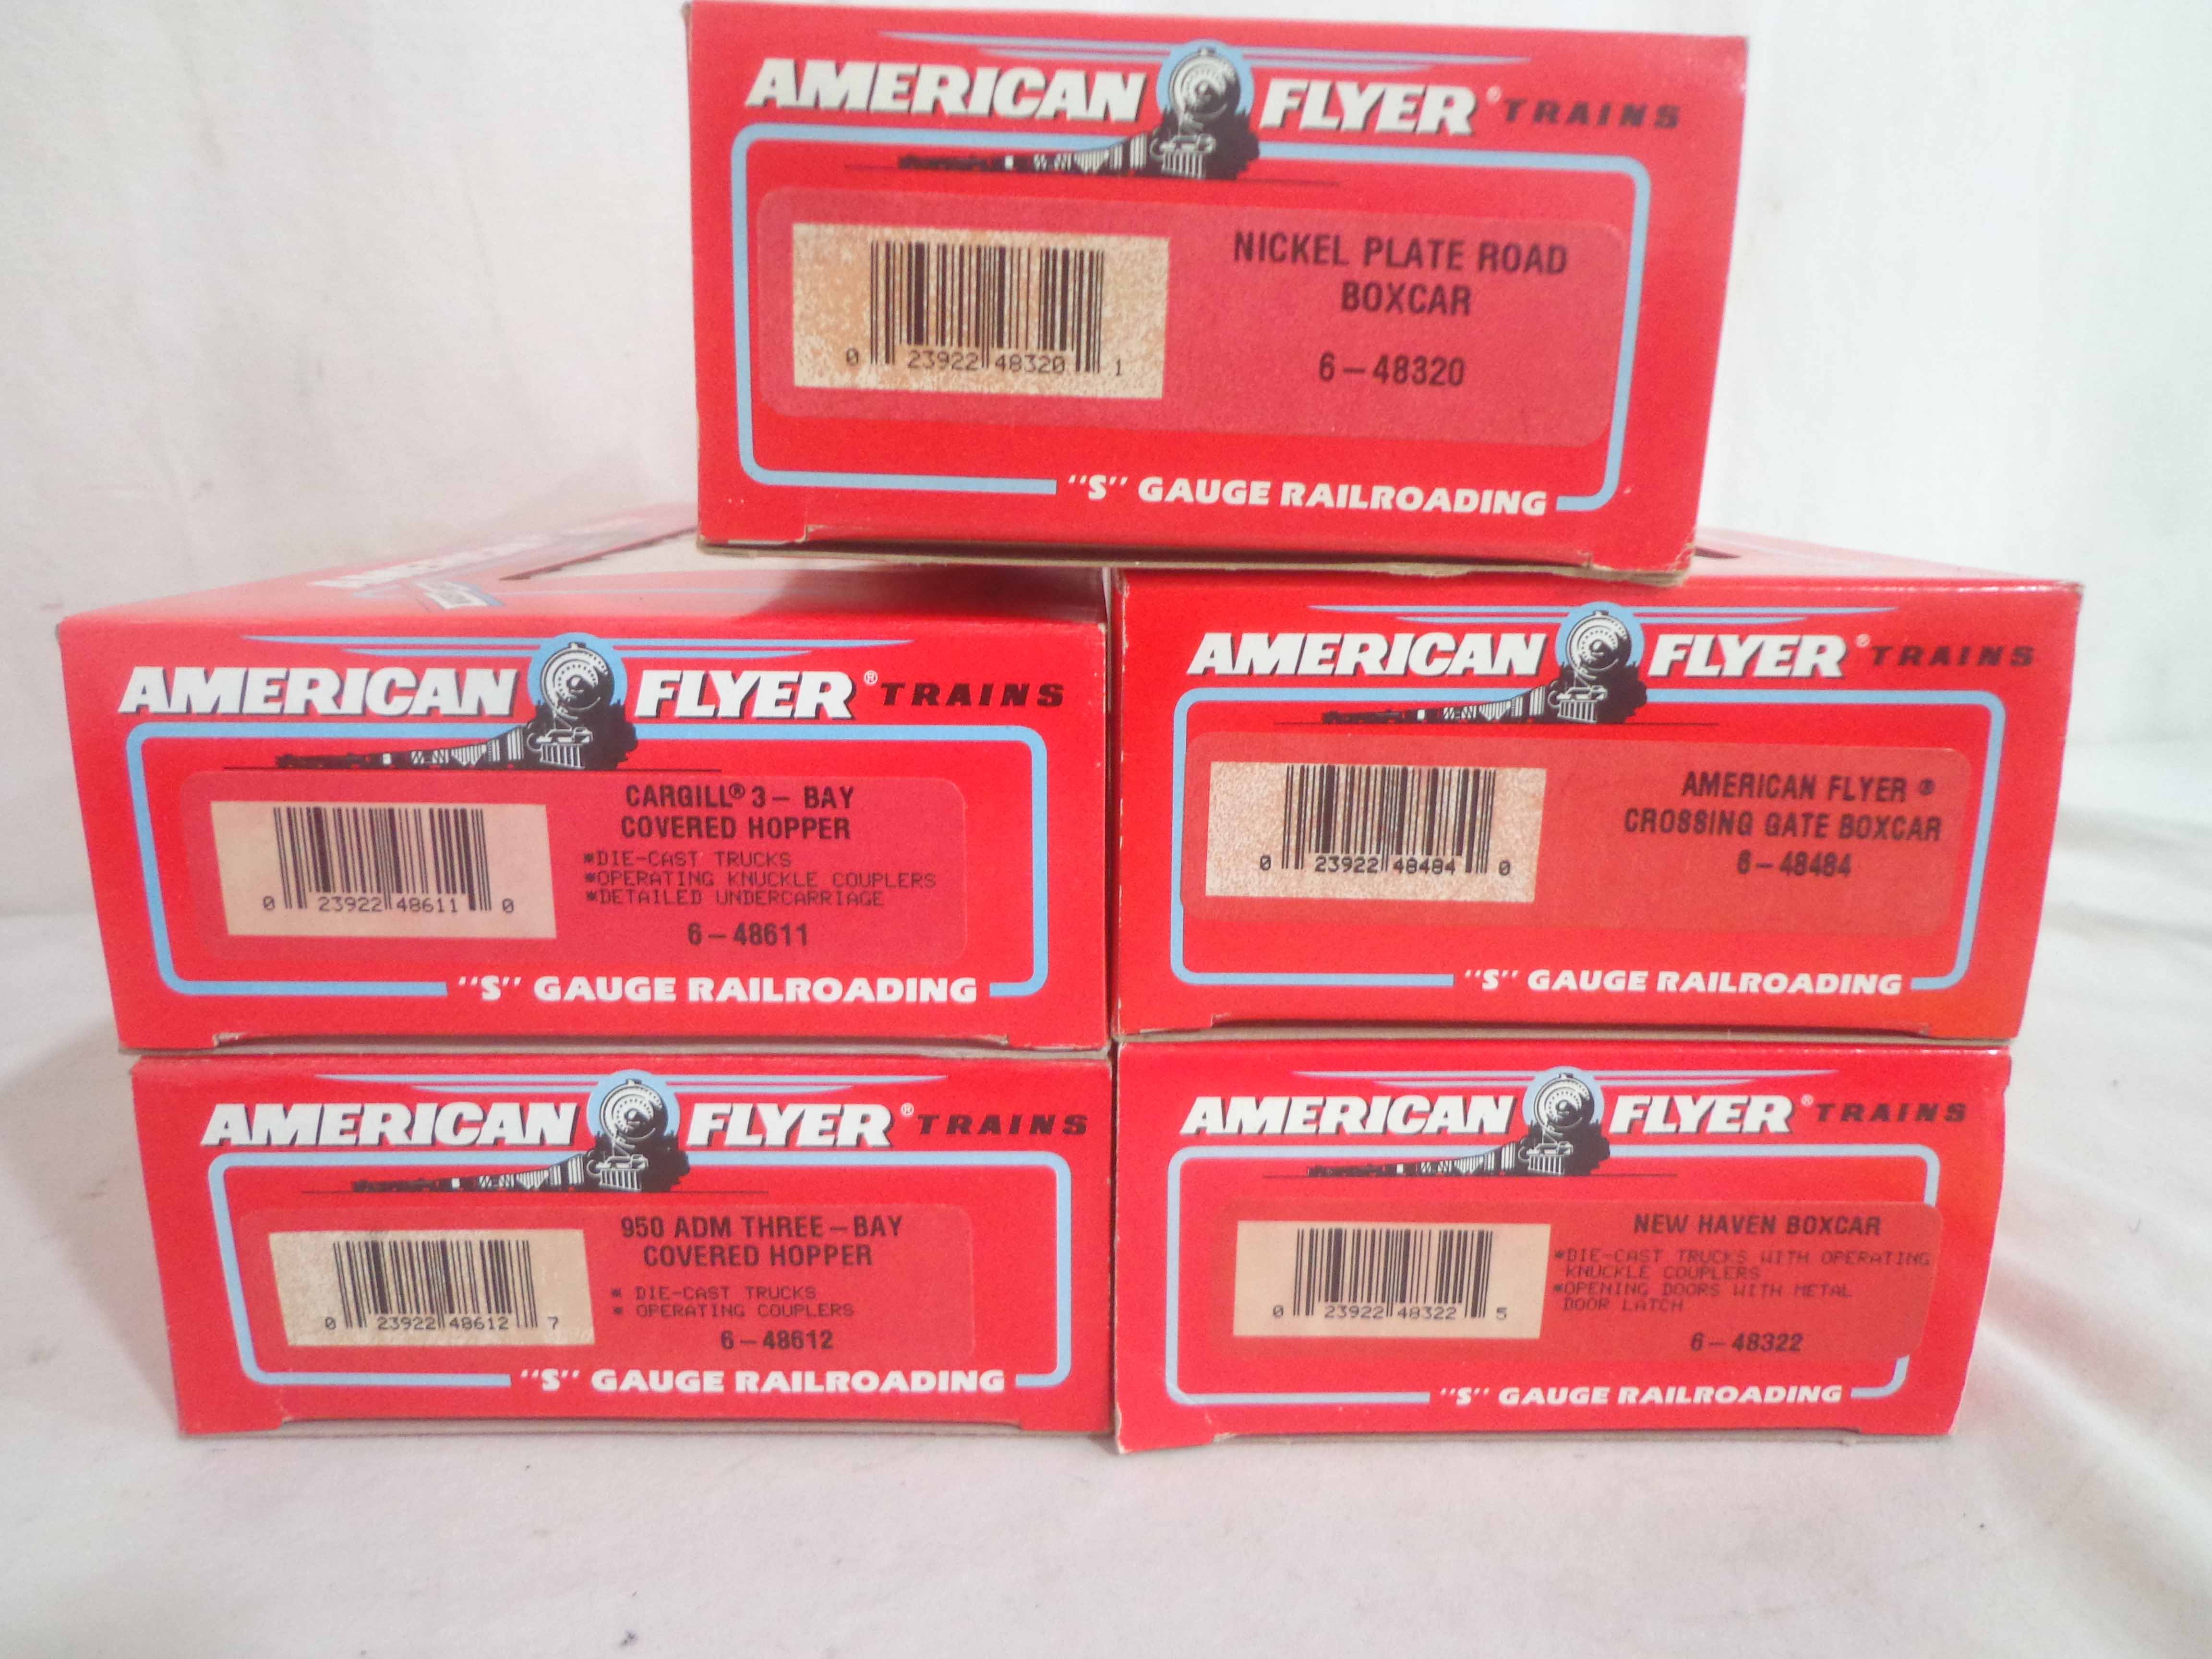 AMERICAN FLYER® TRAINS
NICKEL PLATE ROAD
BOXCAR
6-48320
0 23922 48320 1
"S" GAUGE RAILROADING
AMERICAN FLYER® TRAINS
CARGILL® 3- BAY
COVERED HOPPER
*DIE-CAST TRUCKS
*OPERATING KNUCKLE COUPLERS
*DETAILED UNDERCARRIAGE
0 23922 48611 0
6-48611
"S" GAUGE RAILROADING
AMERICAN FLYER® TRAINS
AMERICAN FLYER ®
CROSSING GATE BOXCAR
6-48484
0 23922 48484 0
"S" GAUGE RAILROADING
AMERICAN FLYER® TRAINS
950 ADM THREE-BAY
COVERED HOPPER
* DIE-CAST TRUCKS
* OPERATING COUPLERS
0 23922 48612 7
6-48612
"S" GAUGE RAILROADING
AMERICAN FLYER® TRAINS
NEW HAVEN BOXCAR
*DIE-CAST TRUCKS WITH OPERATING
KNUCKLE COUPLERS
*OPENING DOORS WITH METAL
DOOR LATCH
0 23922 48322 5
6-48322
"S" GAUGE RAILROADING